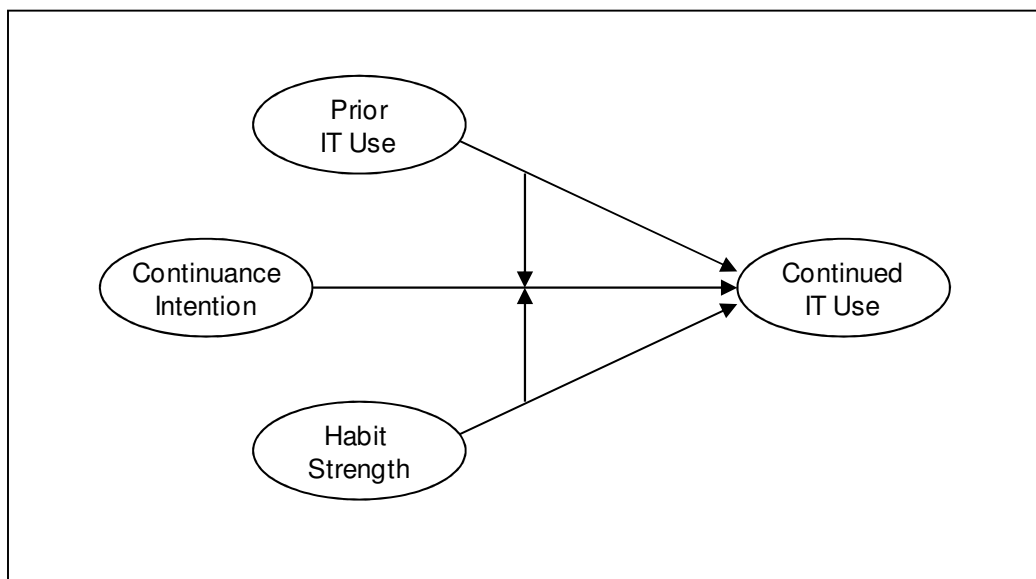 Prior
IT Use
Continuance
Intention
Continued
IT Use
Habit
Strength